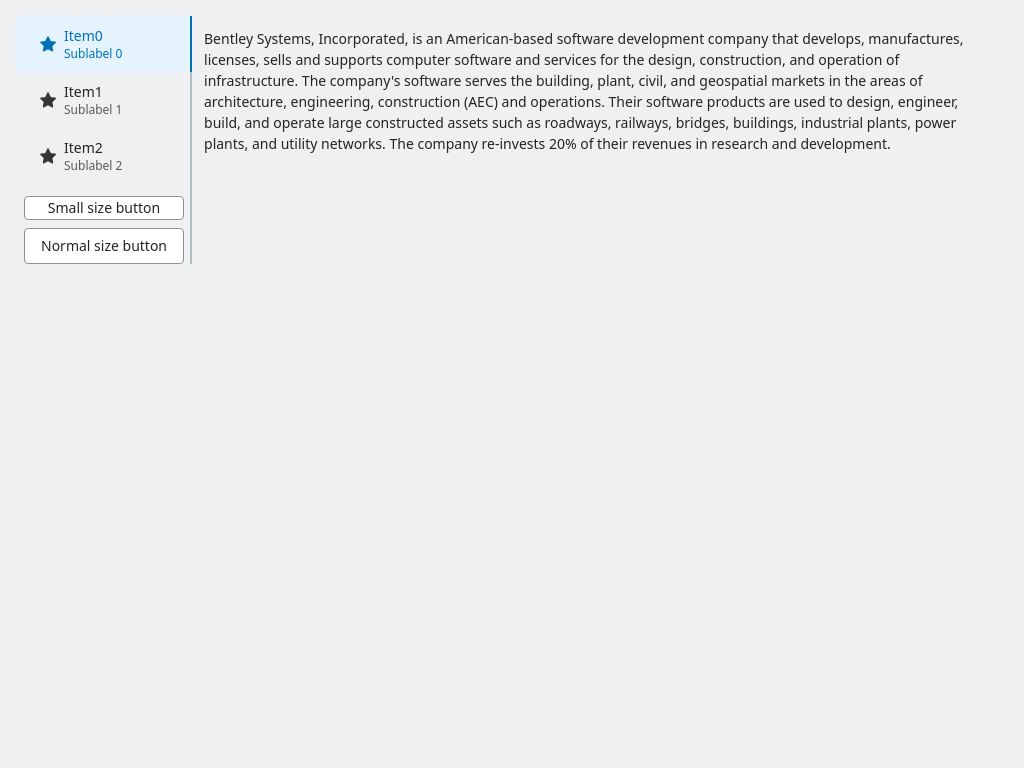 Item0
Sublabel 0
Item1
Sublabel 1
Item2
Sublabel 2
Small size button
Normal size button
Bentley Systems, Incorporated, is an American-based software development company that develops, manufactures,
licenses, sells and supports computer software and services for the design, construction, and operation of
infrastructure. The company's software serves the building, plant, civil, and geospatial markets in the areas of
architecture, engineering, construction (AEC) and operations. Their software products are used to design, engineer,
build, and operate large constructed assets such as roadways, railways, bridges, buildings, industrial plants, power
plants, and utility networks. The company re-invests 20% of their revenues in research and development.